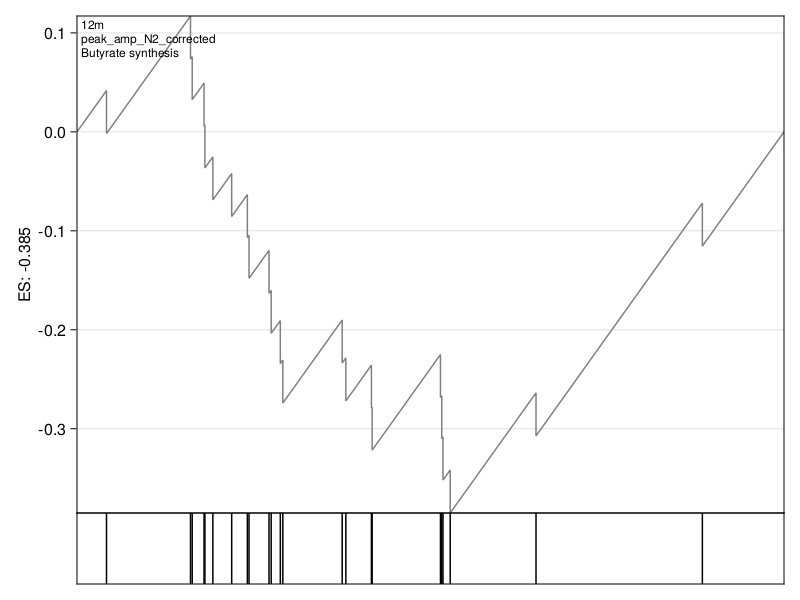 12m
peak_amp_N2_corrected
Butyrate synthesis
0.1
0.0
-0.1
-0.2
-0.3
ES: -0.385